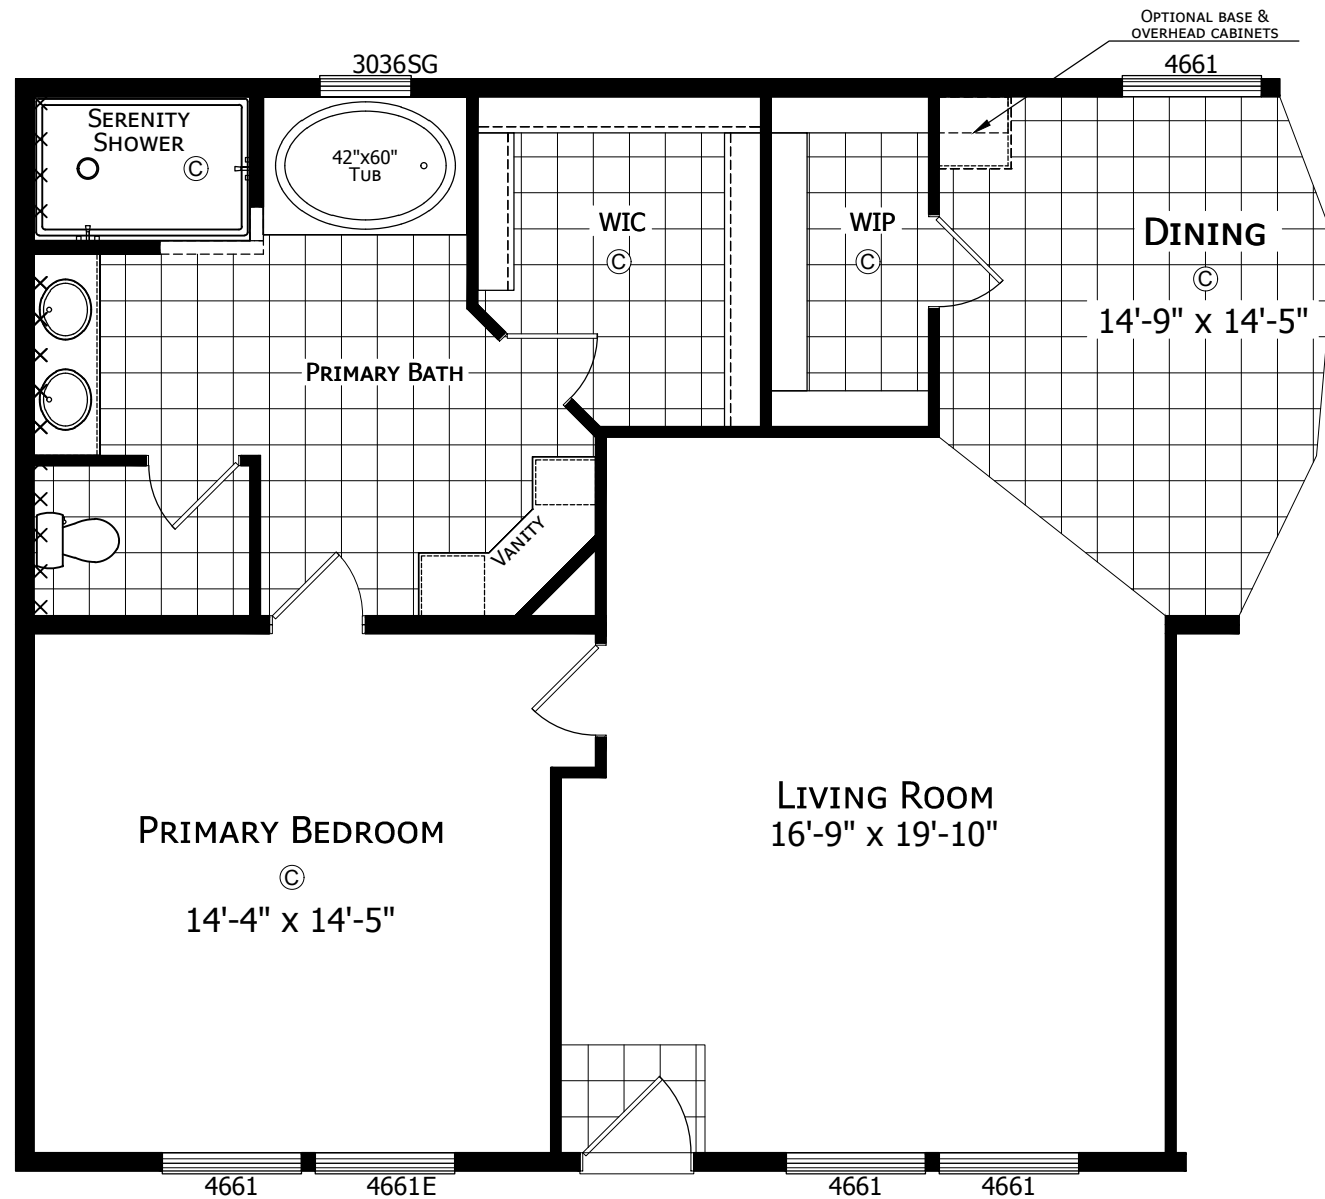 OPTIONAL BASE &
OVERHEAD CABINETS
3036SG
4661
SERENITY
SHOWER
C
42"x60"
TUB
WIC
C
WIP
C
DINING
C
14'-9" x 14'-5"
PRIMARY BATH
VANITY
PRIMARY BEDROOM
C
14'-4" x 14'-5"
LIVING ROOM
16'-9" x 19'-10"
4661
4661E
4661
4661